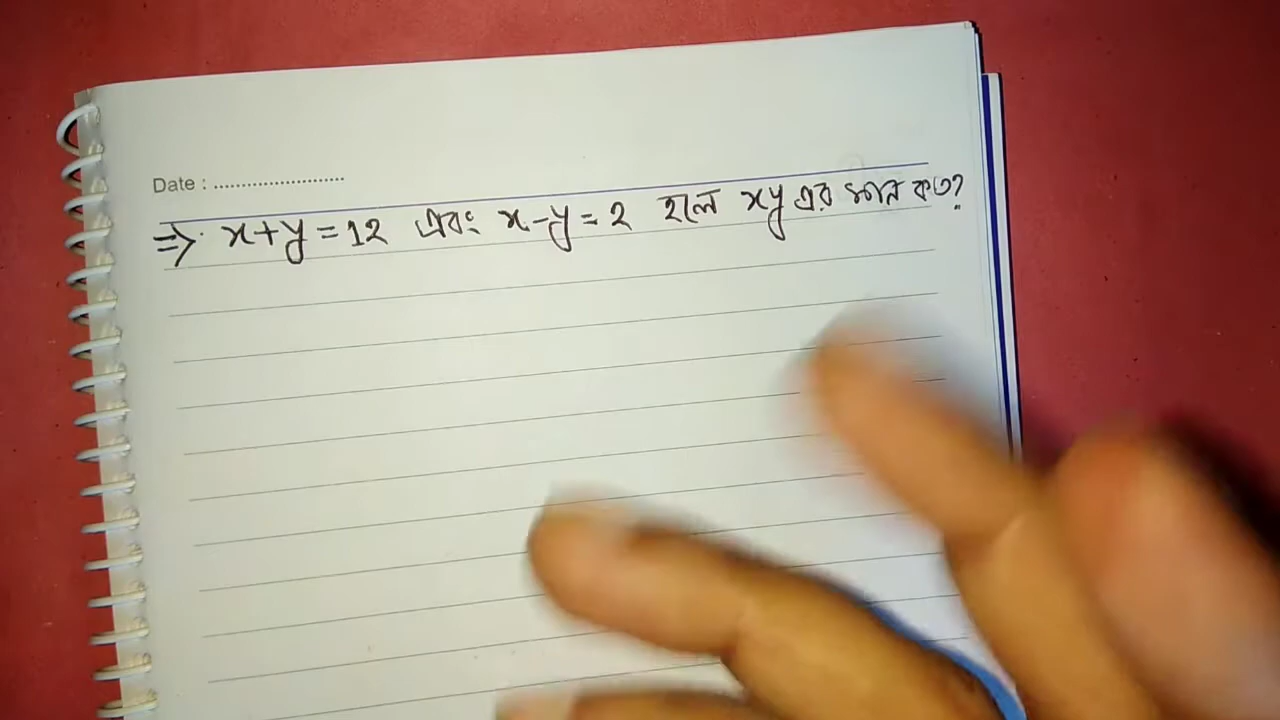 Date : ........................
⇒ x+y=12 এবং x-y=2 হলে xy এর মান কত?